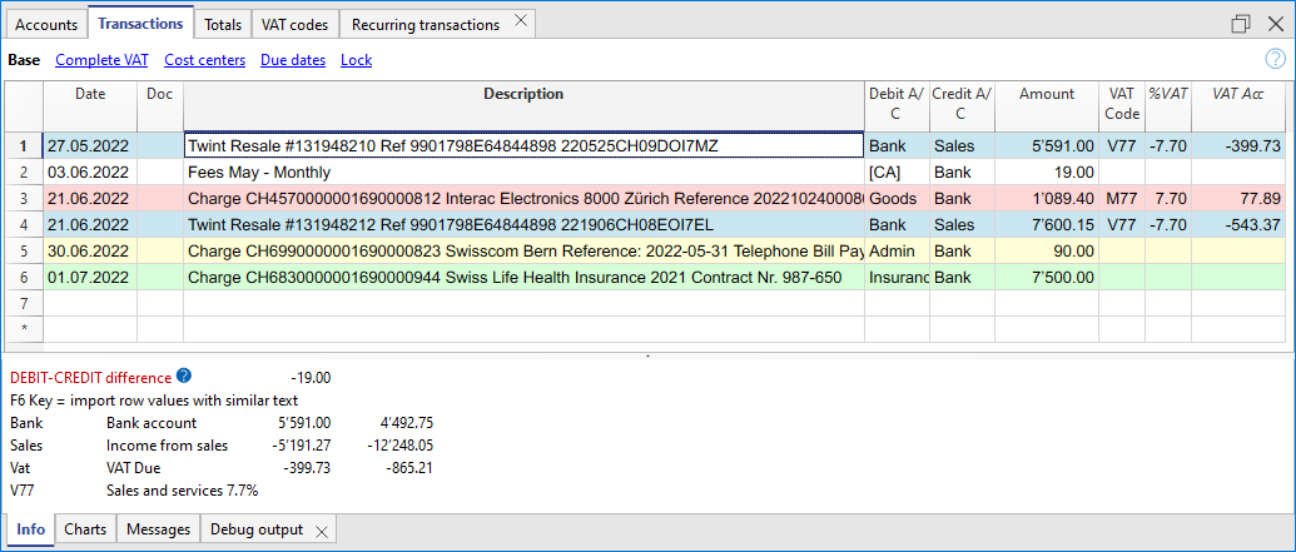 Accounts Transactions Totals VAT codes Recurring transactions
Base Complete VAT Cost centers Due dates Lock ?
Date Doc Description Debit A/C Credit A/C Amount VAT Code %VAT VAT Acc
1 27.05.2022 Twint Resale #131948210 Ref 9901798E64844898 220525CH09DOI7MZ Bank Sales 5'591.00 V77 -7.70 -399.73
2 03.06.2022 Fees May - Monthly [CA] Bank 19.00
3 21.06.2022 Charge CH4570000001690000812 Interac Electronics 8000 Zürich Reference 2022102400080 Goods Bank 1'089.40 M77 7.70 77.89
4 21.06.2022 Twint Resale #131948212 Ref 9901798E64844898 221906CH08EOI7EL Bank Sales 7'600.15 V77 -7.70 -543.37
5 30.06.2022 Charge CH6990000001690000823 Swisscom Bern Reference: 2022-05-31 Telephone Bill Pay Admin Bank 90.00
6 01.07.2022 Charge CH6830000001690000944 Swiss Life Health Insurance 2021 Contract Nr. 987-650 Insuranc Bank 7'500.00
7
*
DEBIT-CREDIT difference ? -19.00
F6 Key = import row values with similar text
Bank Bank account 5'591.00 4'492.75
Sales Income from sales -5'191.27 -12'248.05
Vat VAT Due -399.73 -865.21
V77 Sales and services 7.7%
Info Charts Messages Debug output